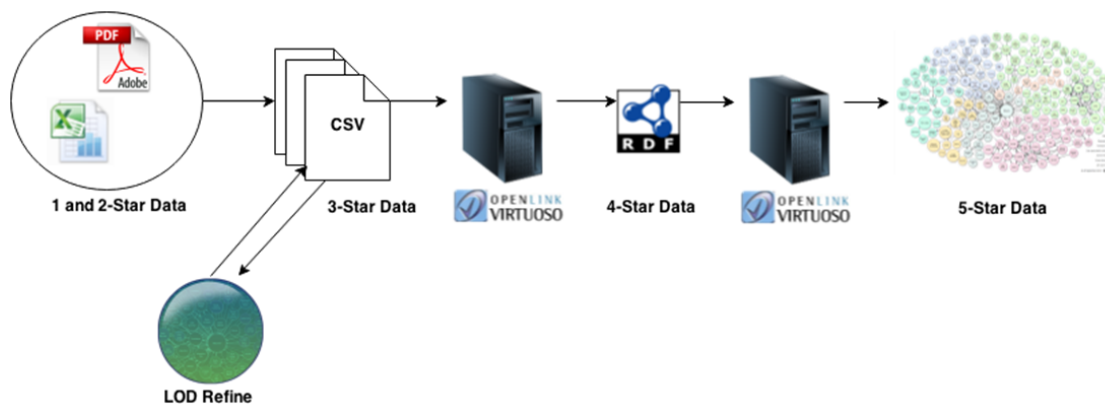 PDF
Adobe
1 and 2-Star Data
CSV
3-Star Data
OPENLINK
VIRTUOSO
RDF
4-Star Data
OPENLINK
VIRTUOSO
5-Star Data
LOD Refine